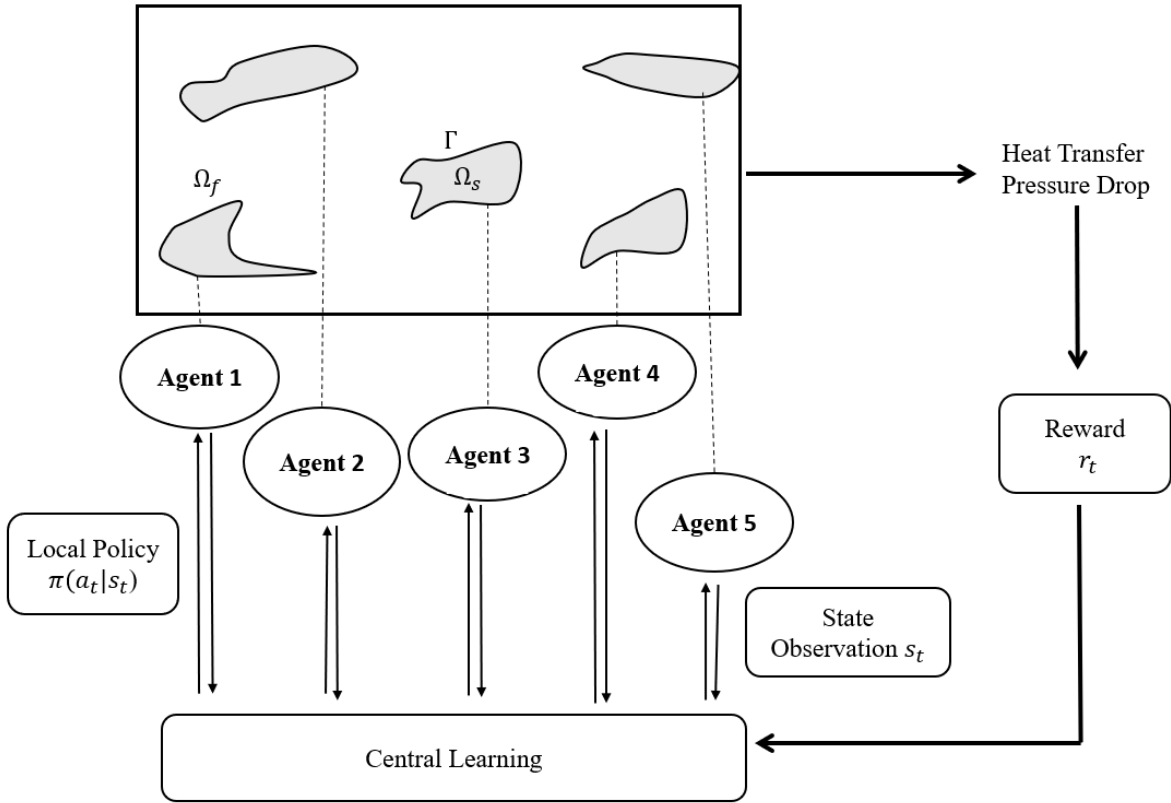 Γ
Ω_s
Ω_f
Heat Transfer
Pressure Drop
Agent 1
Agent 4
Agent 2
Agent 3
Agent 5
Reward
r_t
Local Policy
π(a_t|s_t)
State
Observation s_t
Central Learning